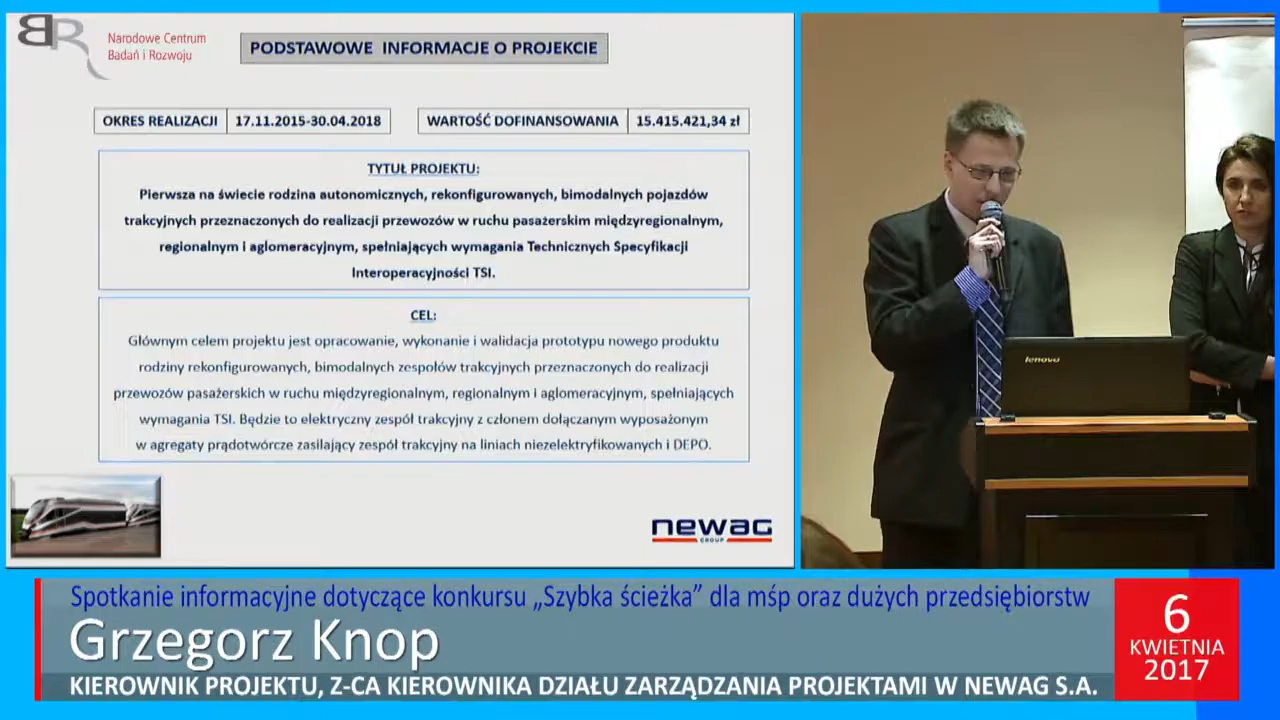 BR
Narodowe Centrum
Badań i Rozwoju
PODSTAWOWE INFORMACJE O PROJEKCIE
OKRES REALIZACJI 17.11.2015-30.04.2018 WARTOŚĆ DOFINANSOWANIA 15.415.421,34 zł
TYTUŁ PROJEKTU:
Pierwsza na świecie rodzina autonomicznych, rekonfigurowanych, bimodalnych pojazdów
trakcyjnych przeznaczonych do realizacji przewozów w ruchu pasażerskim międzyregionalnym,
regionalnym i aglomeracyjnym, spełniających wymagania Technicznych Specyfikacji
Interoperacyjności TSI.
CEL:
Głównym celem projektu jest opracowanie, wykonanie i walidacja prototypu nowego produktu
rodziny rekonfigurowanych, bimodalnych zespołów trakcyjnych przeznaczonych do realizacji
przewozów pasażerskich w ruchu międzyregionalnym, regionalnym i aglomeracyjnym, spełniających
wymagania TSI. Będzie to elektryczny zespół trakcyjny z członem dołączanym wyposażonym
w agregaty prądotwórcze zasilający zespół trakcyjny na liniach niezelektryfikowanych i DEPO.
newag
GROUP
lenovo
Spotkanie informacyjne dotyczące konkursu „Szybka ścieżka” dla mśp oraz dużych przedsiębiorstw
Grzegorz Knop
KIEROWNIK PROJEKTU, Z-CA KIEROWNIKA DZIAŁU ZARZĄDZANIA PROJEKTAMI W NEWAG S.A.
6
KWIETNIA
2017